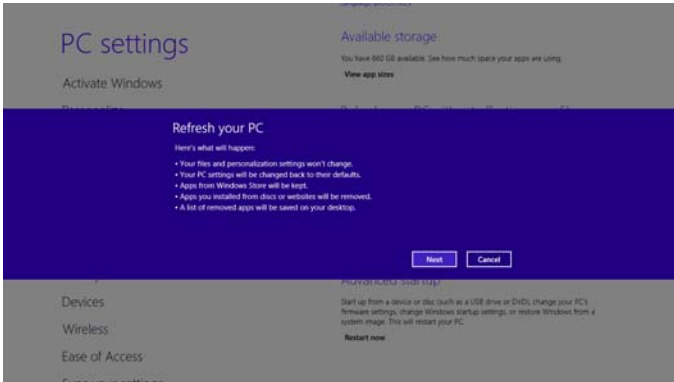 PC settings
Activate Windows
Available storage
You have 660 GB available. See how much space your apps are using.
View app sizes
Refresh your PC
Here's what will happen:
• Your files and personalization settings won't change.
• Your PC settings will be changed back to their defaults.
• Apps from Windows Store will be kept.
• Apps you installed from discs or websites will be removed.
• A list of removed apps will be saved on your desktop.
Next
Cancel
Devices
Wireless
Ease of Access
Advanced startup
Start up from a device or disc (such as a USB drive or DVD), change your PC's
firmware settings, change Windows startup settings, or restore Windows from a
system image. This will restart your PC.
Restart now